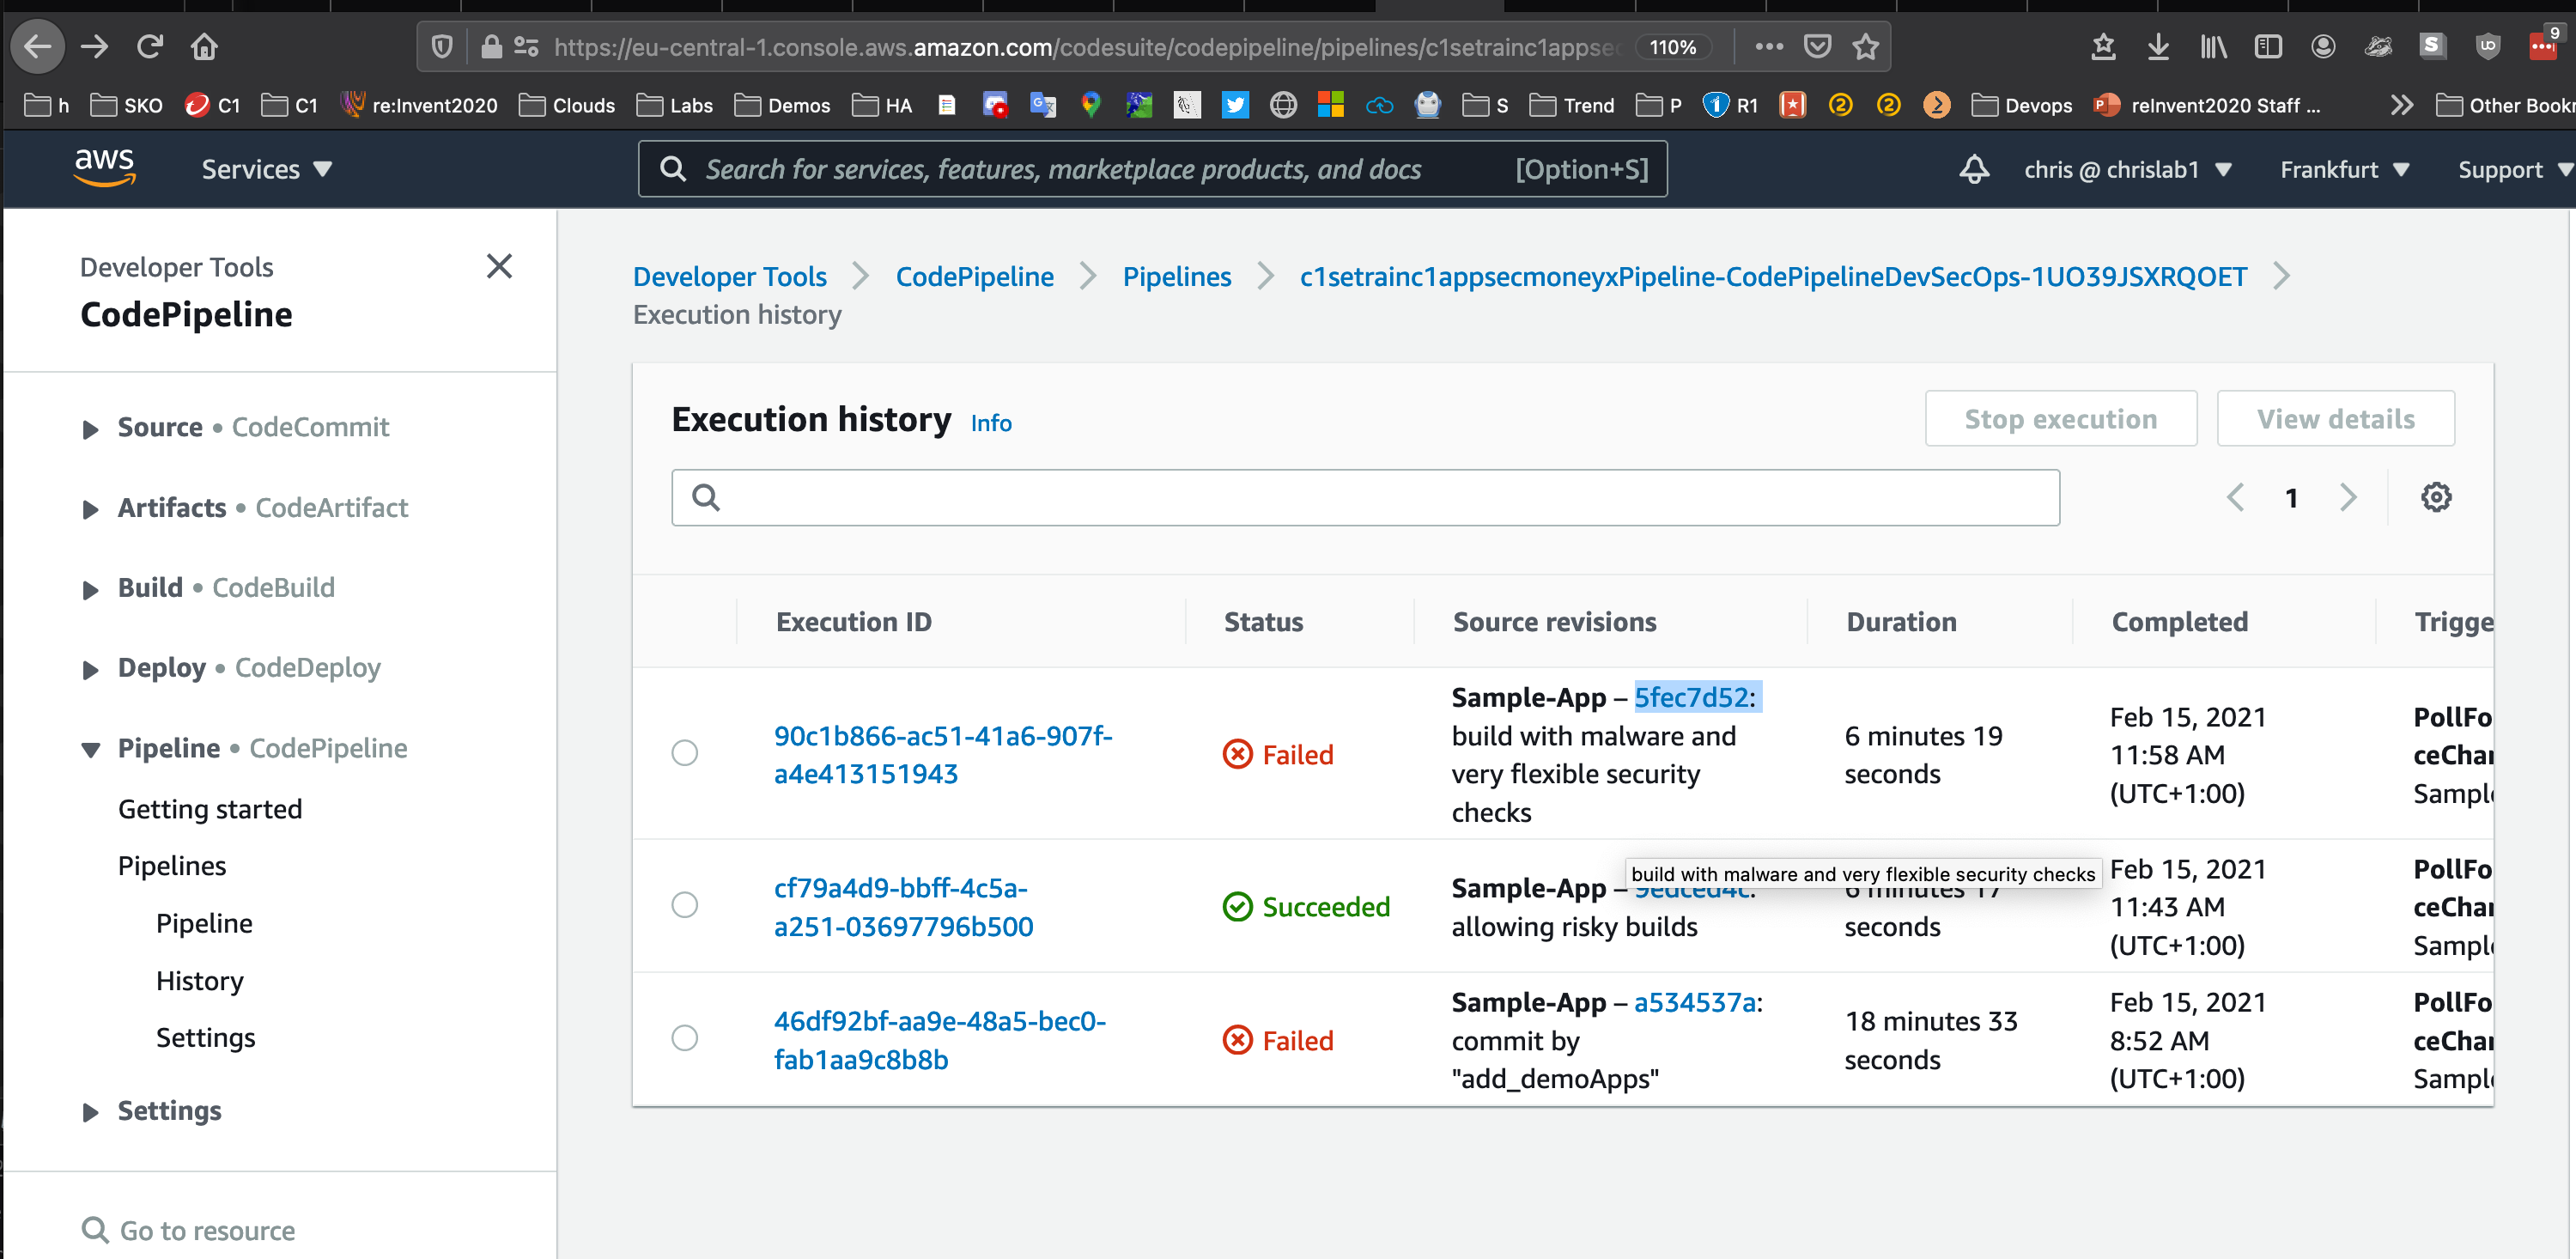 https://eu-central-1.console.aws.amazon.com/codesuite/codepipeline/pipelines/c1setrainc1appsec
110%
9
h
SKO
C1
C1
re:Invent2020
Clouds
Labs
Demos
HA
S
Trend
P
R1
Devops
reInvent2020 Staff ...
Other Bookr
aws
Services
Search for services, features, marketplace products, and docs
[Option+S]
chris @ chrislab1
Frankfurt
Support
Developer Tools
CodePipeline
Source • CodeCommit
Artifacts • CodeArtifact
Build • CodeBuild
Deploy • CodeDeploy
Pipeline • CodePipeline
Getting started
Pipelines
Pipeline
History
Settings
Settings
Go to resource
Developer Tools
CodePipeline
Pipelines
c1setrainc1appsecmoneyxPipeline-CodePipelineDevSecOps-1UO39JSXRQOET
Execution history
Execution history Info
Stop execution
View details
1
Execution ID
Status
Source revisions
Duration
Completed
Trigge
90c1b866-ac51-41a6-907f-
a4e413151943
Failed
Sample-App – 5fec7d52:
build with malware and
very flexible security
checks
6 minutes 19
seconds
Feb 15, 2021
11:58 AM
(UTC+1:00)
PollFo
ceChar
Sampl
build with malware and very flexible security checks
cf79a4d9-bbff-4c5a-
a251-03697796b500
Succeeded
Sample-App – 9edced4c:
allowing risky builds
6 minutes 17
seconds
Feb 15, 2021
11:43 AM
(UTC+1:00)
PollFo
ceChar
Sampl
46df92bf-aa9e-48a5-bec0-
fab1aa9c8b8b
Failed
Sample-App – a534537a:
commit by
"add_demoApps"
18 minutes 33
seconds
Feb 15, 2021
8:52 AM
(UTC+1:00)
PollFo
ceChar
Sampl